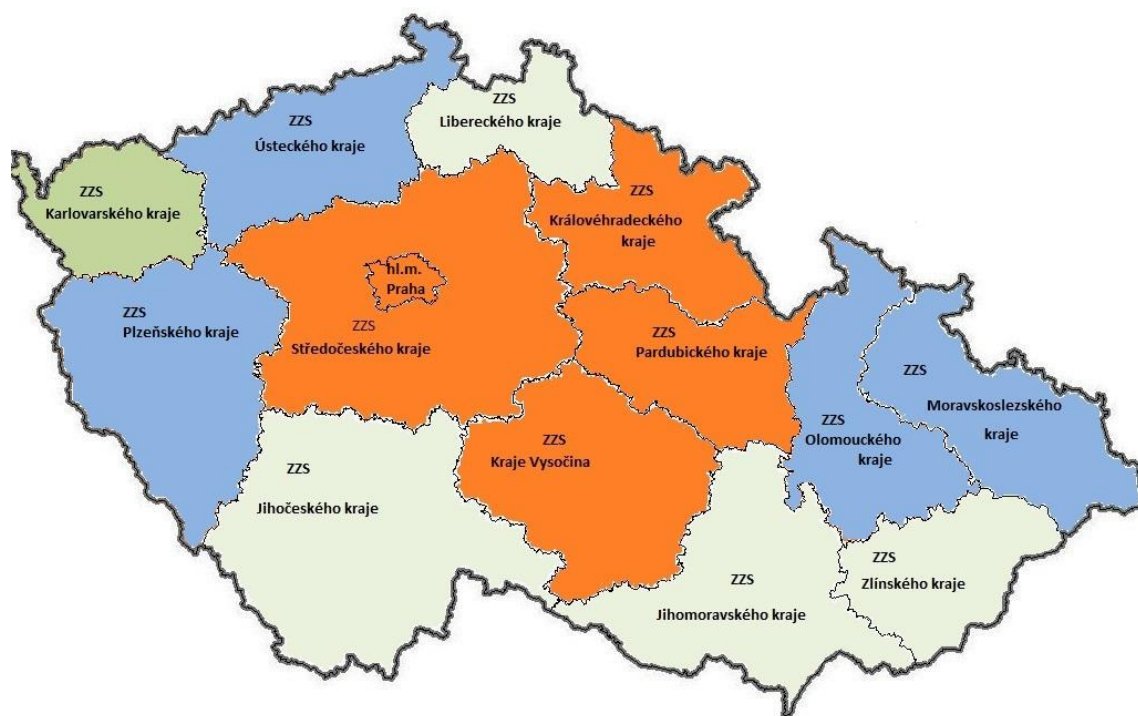 ZZS
Libereckého kraje
ZZS
Ústeckého kraje
ZZS
Karlovarského kraje
ZZS
Královéhradeckého
kraje
hl.m.
Praha
ZZS
Plzeňského kraje
ZZS
Středočeského kraje
ZZS
Pardubického kraje
ZZS
Moravskoslezského
kraje
ZZS
Olomouckého
kraje
ZZS
Kraje Vysočina
ZZS
Jihočeského kraje
ZZS
Zlínského kraje
ZZS
Jihomoravského kraje